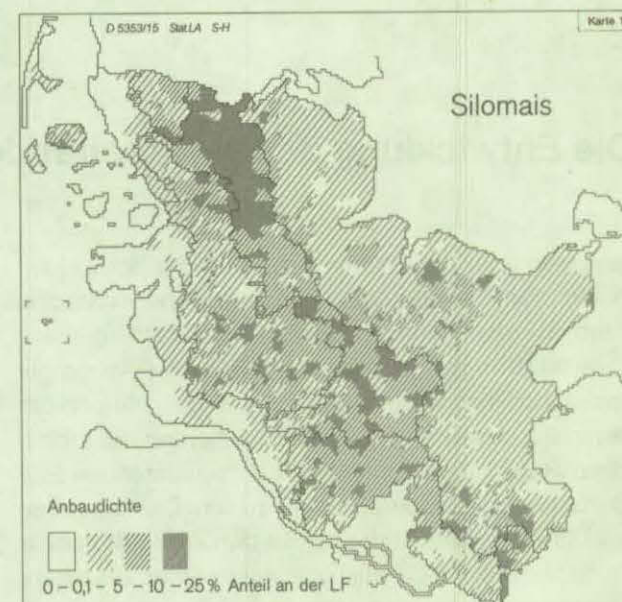 D 5353/15 Stat.LA S-H
Karte 1
Silomais
Anbaudichte
0 – 0,1 – 5 – 10 – 25 % Anteil an der LF